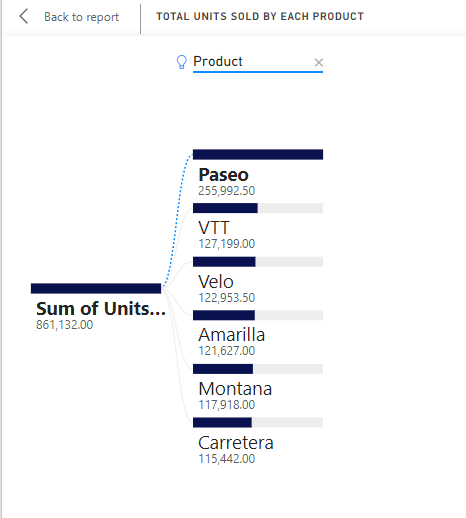 Back to report
TOTAL UNITS SOLD BY EACH PRODUCT
Product
Paseo
255,992.50
VTT
127,199.00
Velo
122,953.50
Sum of Units...
861,132.00
Amarilla
121,627.00
Montana
117,918.00
Carretera
115,442.00